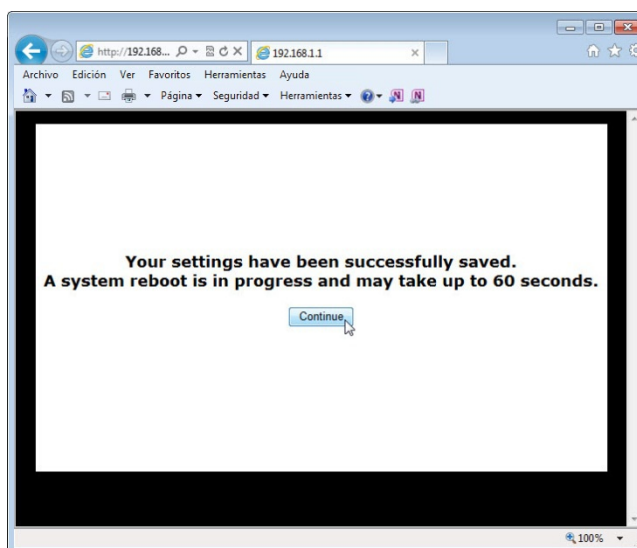 http://192.168... 192.168.1.1
Archivo Edición Ver Favoritos Herramientas Ayuda
Página Seguridad Herramientas
Your settings have been successfully saved.
A system reboot is in progress and may take up to 60 seconds.
Continue
100%